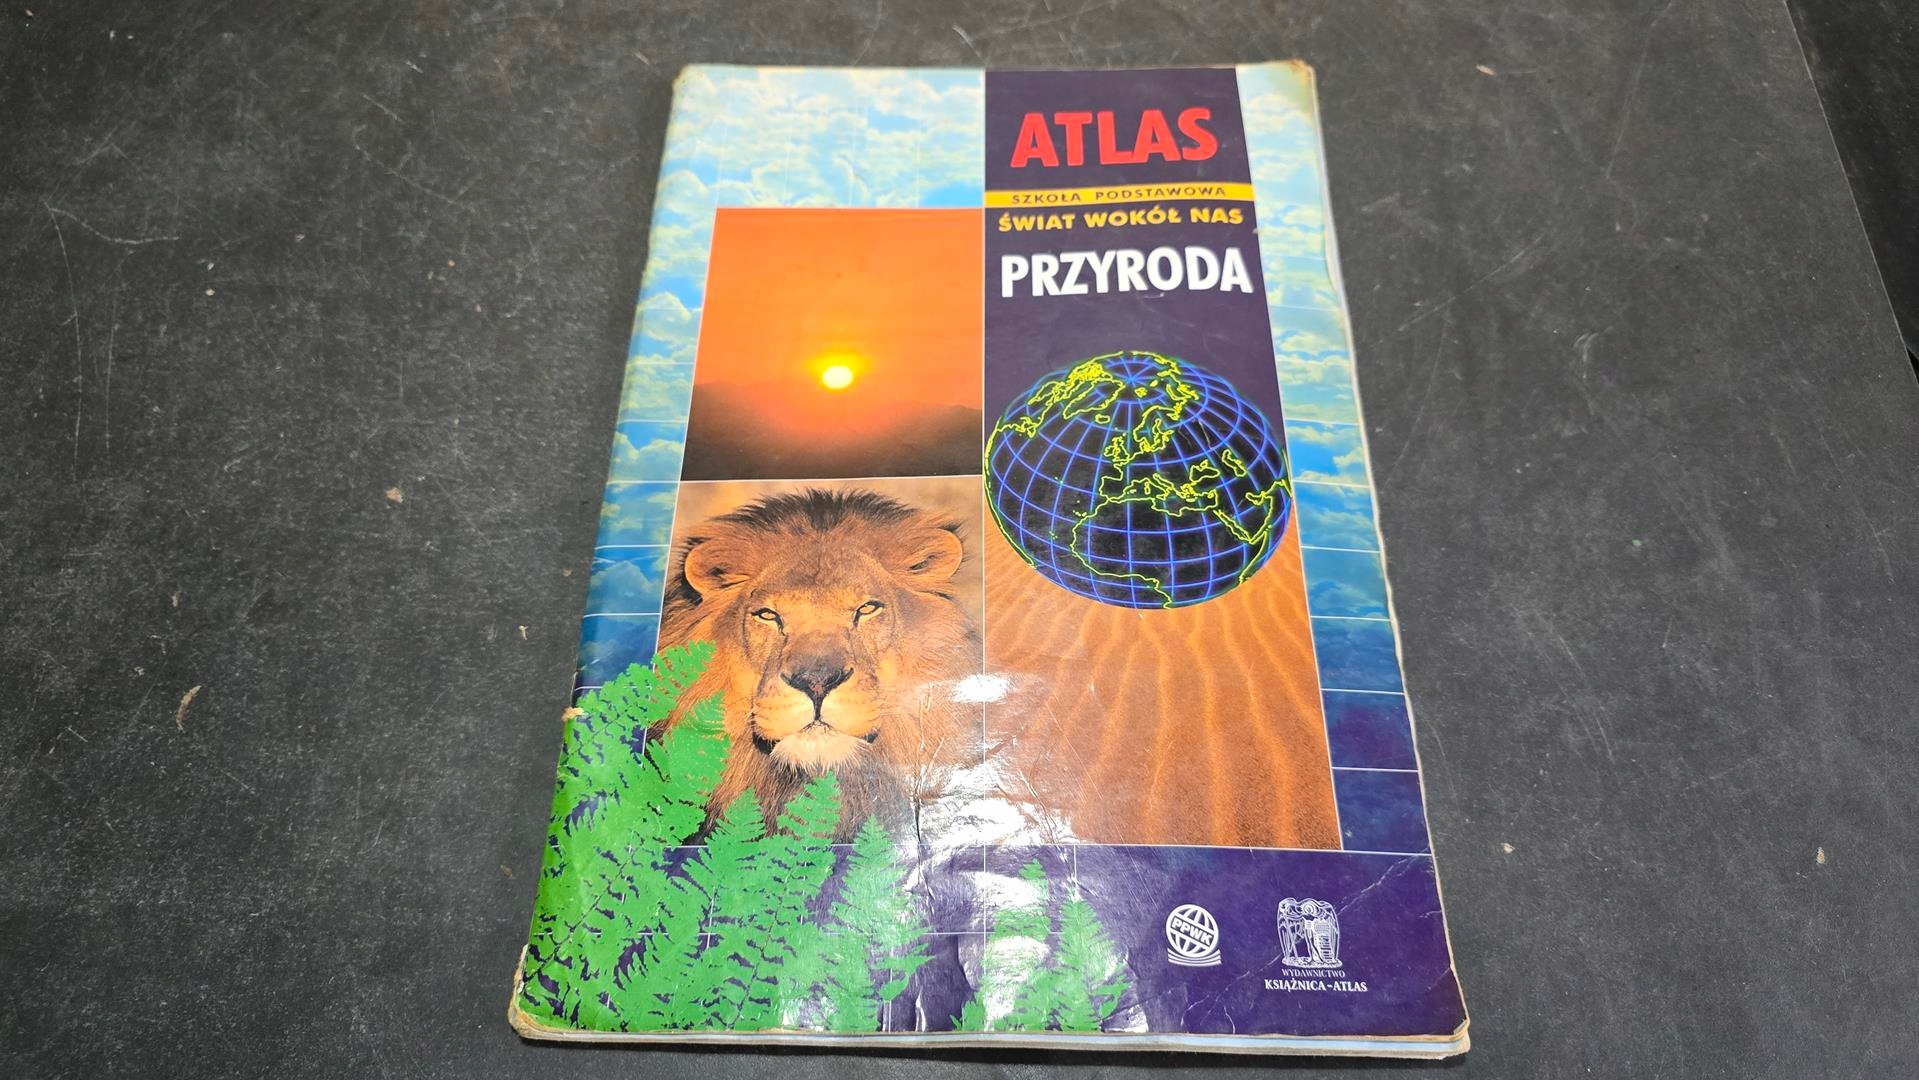 ATLAS
SZKOŁA PODSTAWOWA
ŚWIAT WOKÓŁ NAS
PRZYRODA
PPWK
WYDAWNICTWO
KSIĄŻNICA-ATLAS